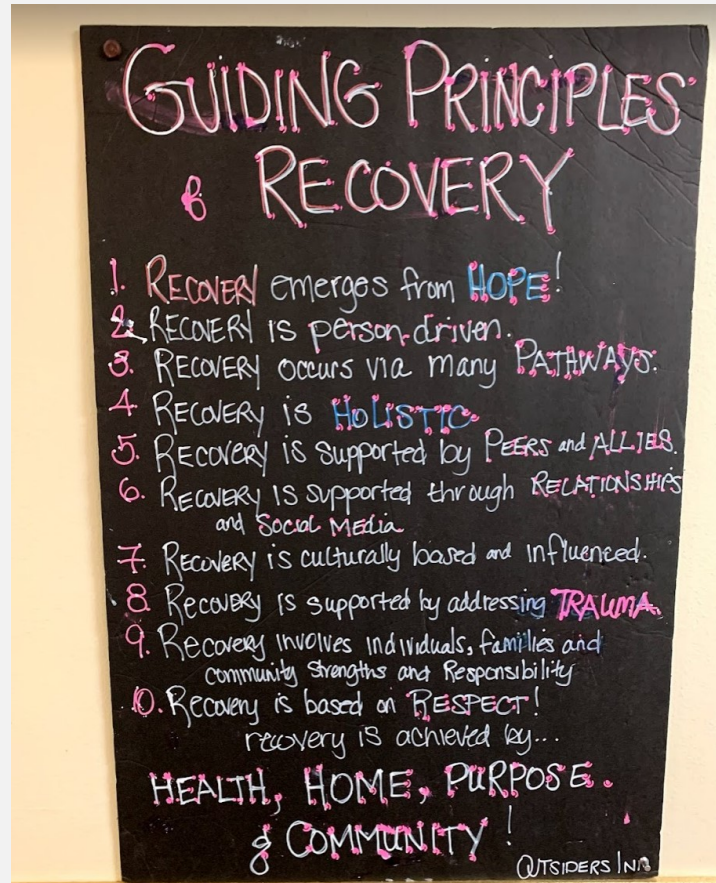 GUIDING PRINCIPLES
& RECOVERY
1. RECOVERY emerges from HOPE!
2. RECOVERY is person-driven.
3. RECOVERY occurs via many PATHWAYS.
4. RECOVERY is HOLISTIC
5. RECOVERY is supported by PEERS and ALLIES.
6. RECOVERY IS supported through RELATIONSHIPS
and Social Media
7. RECOVERY is culturally based and influenced.
8. RECOVERY IS supported by addressing TRAUMA.
9. Recovery involves individuals, families and
community strengths and Responsibility
10. Recovery is based on RESPECT!
recovery is achieved by...
HEALTH, HOME, PURPOSE.
& COMMUNITY!
OUTSIDERS INN